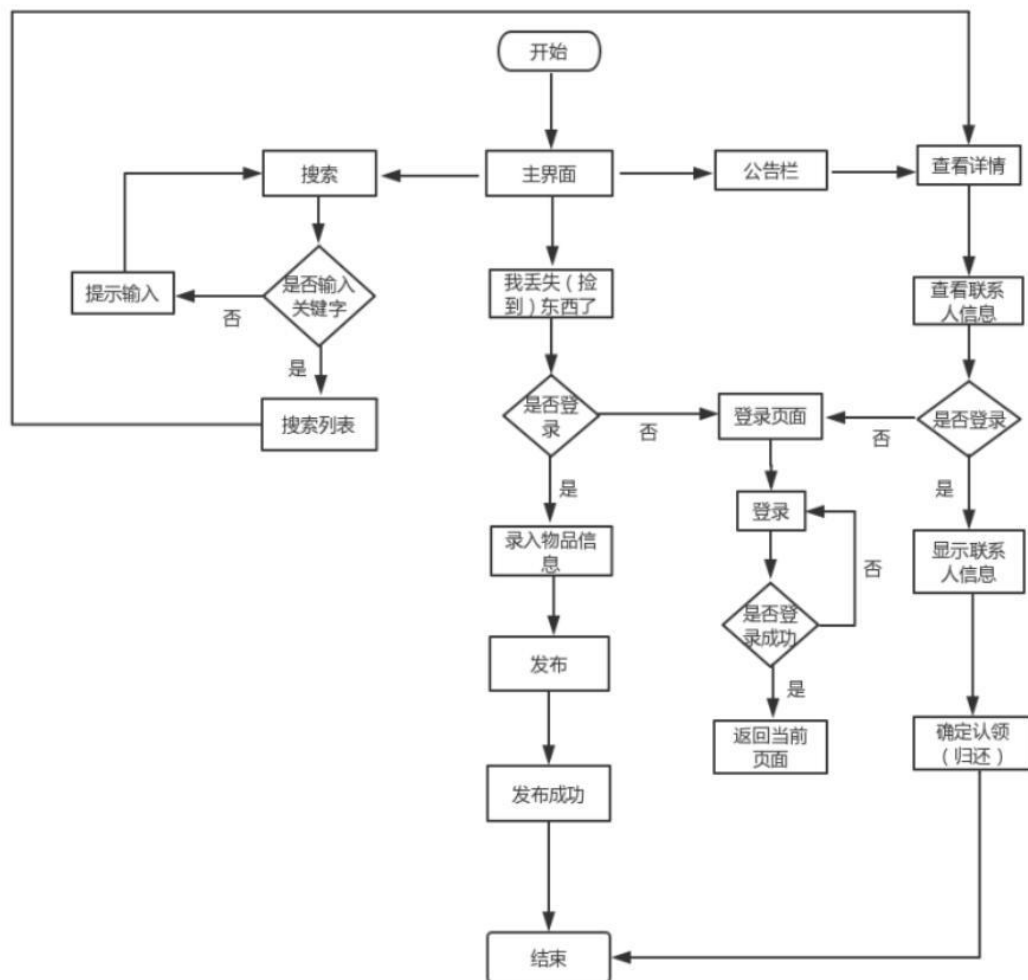 开始
搜索
主界面
公告栏
查看详情
提示输入
是否输入
关键字
否
是
搜索列表
我丢失（捡
到）东西了
查看联系
人信息
是否登
录
否
登录页面
否
是否登录
是
登录
是
录入物品信
息
否
显示联系
人信息
是否登
录成功
发布
是
返回当前
页面
确定认领
（归还）
发布成功
结束